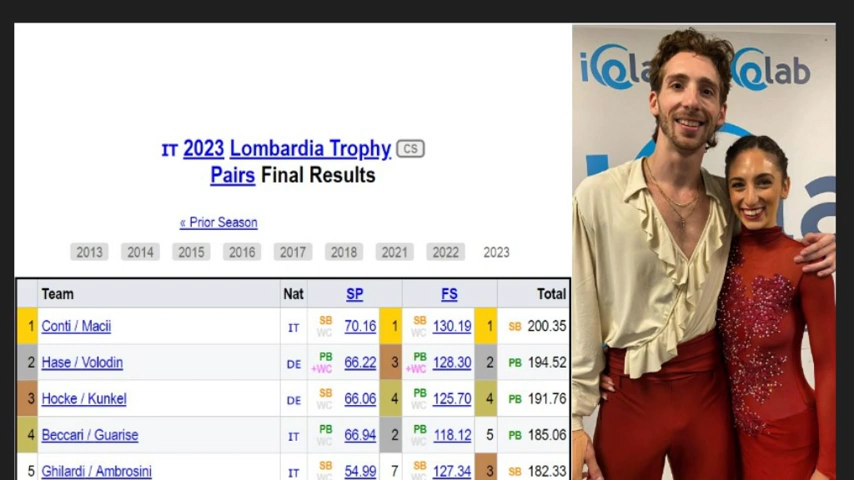 IT 2023 Lombardia Trophy CS
Pairs Final Results
« Prior Season
2013 2014 2015 2016 2017 2018 2021 2022 2023
Team Nat SP FS Total
1 Conti / Macii IT SB WC 70.16 1 SB WC 130.19 1 SB 200.35
2 Hase / Volodin DE PB +WC 66.22 3 PB +WC 128.30 2 PB 194.52
3 Hocke / Kunkel DE SB WC 66.06 4 PB WC 125.70 4 PB 191.76
4 Beccari / Guarise IT PB WC 66.94 2 PB WC 118.12 5 PB 185.06
5 Ghilardi / Ambrosini IT SB WC 54.99 7 SB WC 127.34 3 SB 182.33